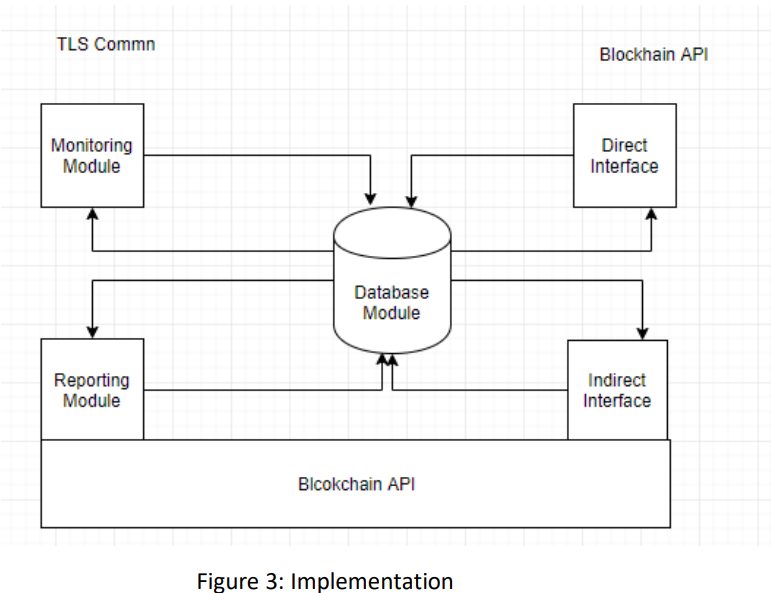 TLS Commn
Blockhain API
Monitoring
Module
Direct
Interface
Database
Module
Reporting
Module
Indirect
Interface
Blcokchain API
Figure 3: Implementation